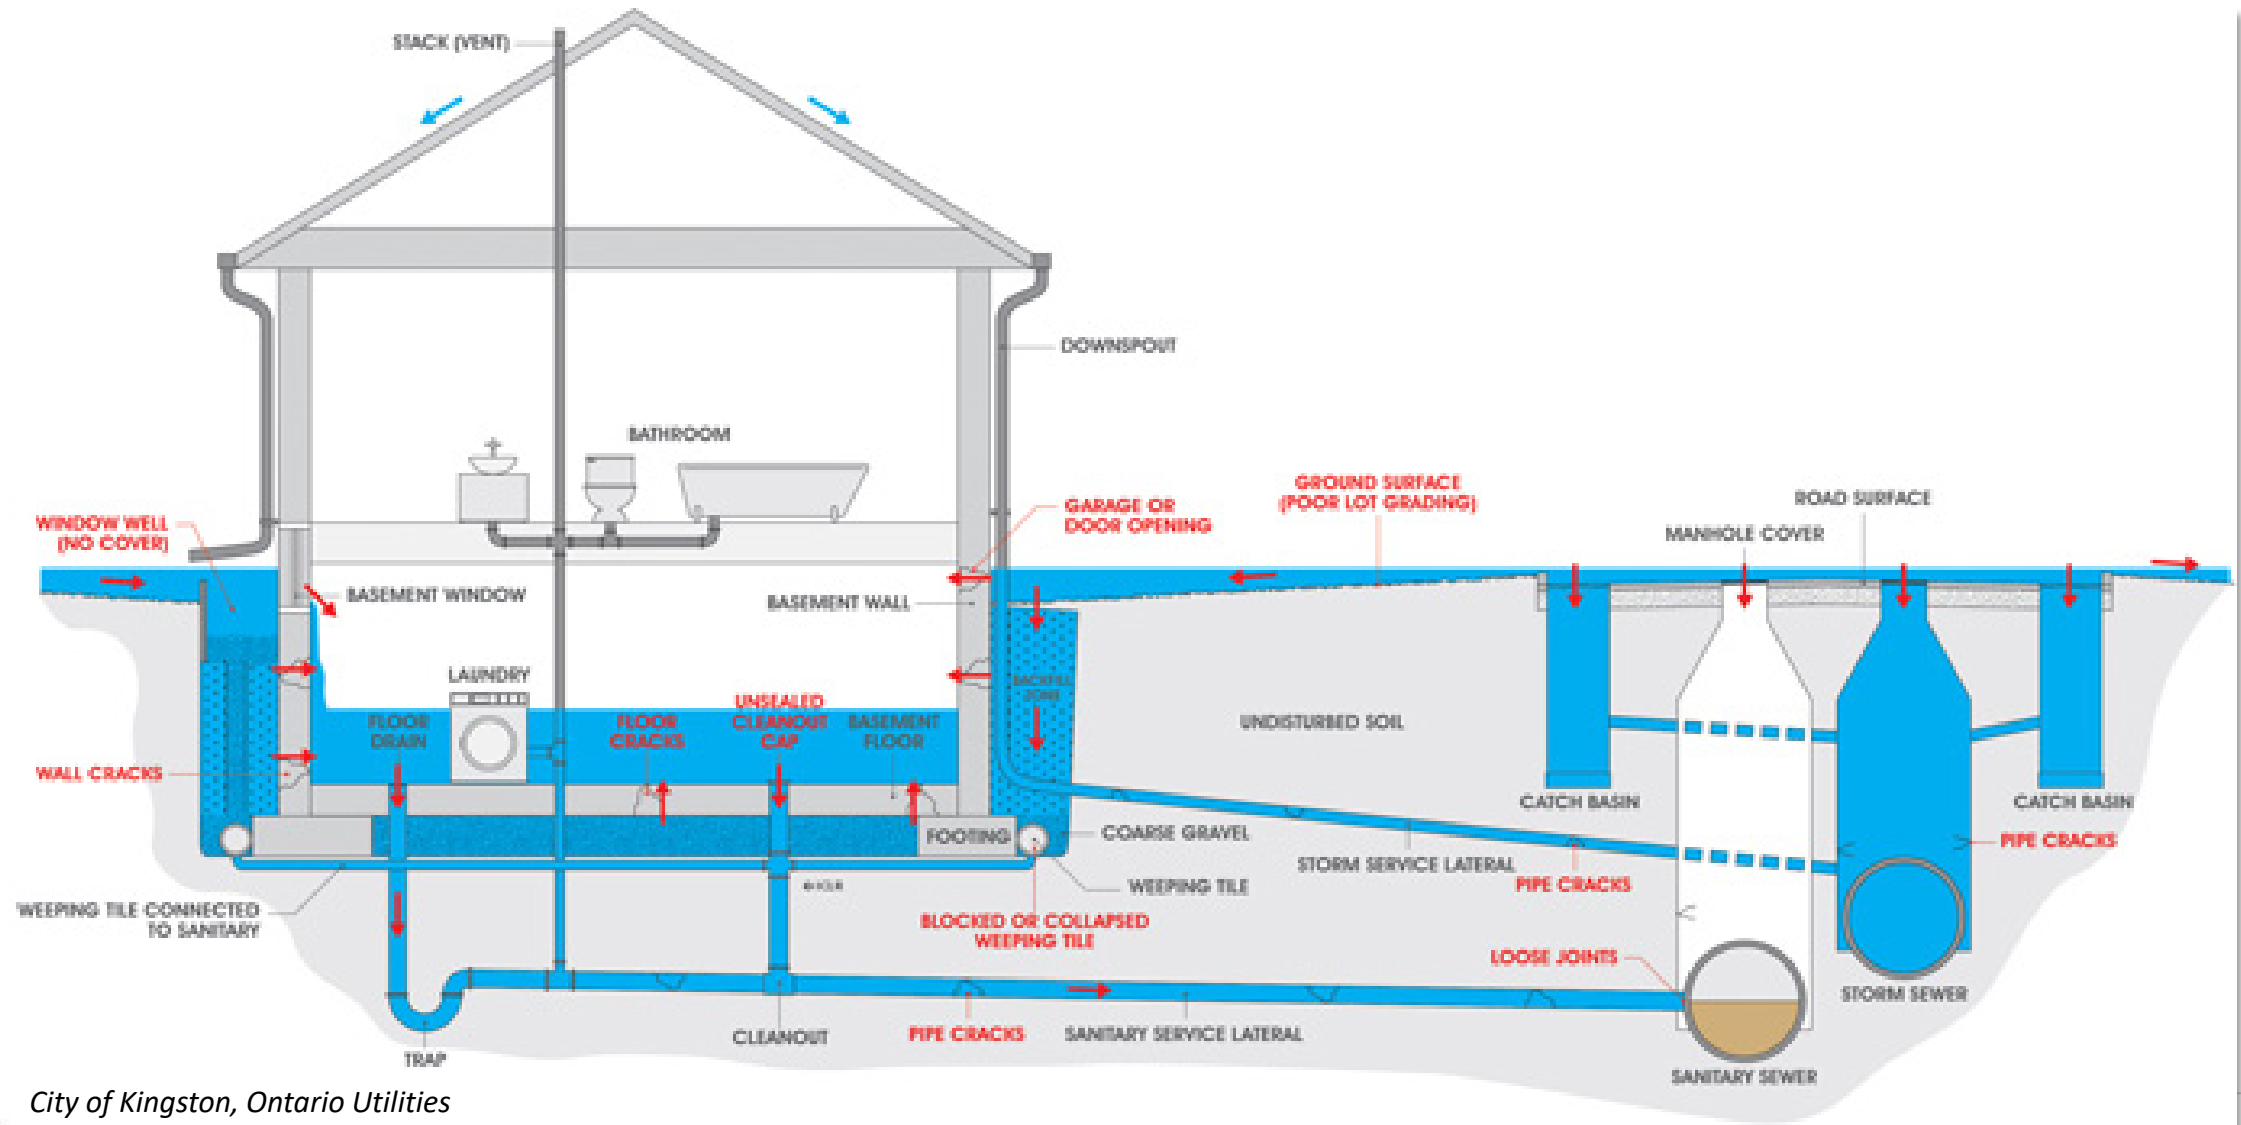 STACK (VENT)
DOWNSPOUT
BATHROOM
WINDOW WELL
(NO COVER)
GARAGE OR
DOOR OPENING
GROUND SURFACE
(POOR LOT GRADING)
ROAD SURFACE
MANHOLE COVER
BASEMENT WINDOW
BASEMENT WALL
LAUNDRY
BACKFILL
ZONE
FLOOR
DRAIN
FLOOR
CRACKS
UNSEALED
CLEANOUT
CAP
BASEMENT
FLOOR
UNDISTURBED SOIL
WALL CRACKS
CATCH BASIN
CATCH BASIN
FOOTING
COARSE GRAVEL
STORM SERVICE LATERAL
PIPE CRACKS
PIPE CRACKS
WEEPING TILE
WEEPING TILE CONNECTED
TO SANITARY
BLOCKED OR COLLAPSED
WEEPING TILE
LOOSE JOINTS
STORM SEWER
CLEANOUT
PIPE CRACKS
SANITARY SERVICE LATERAL
TRAP
SANITARY SEWER
City of Kingston, Ontario Utilities